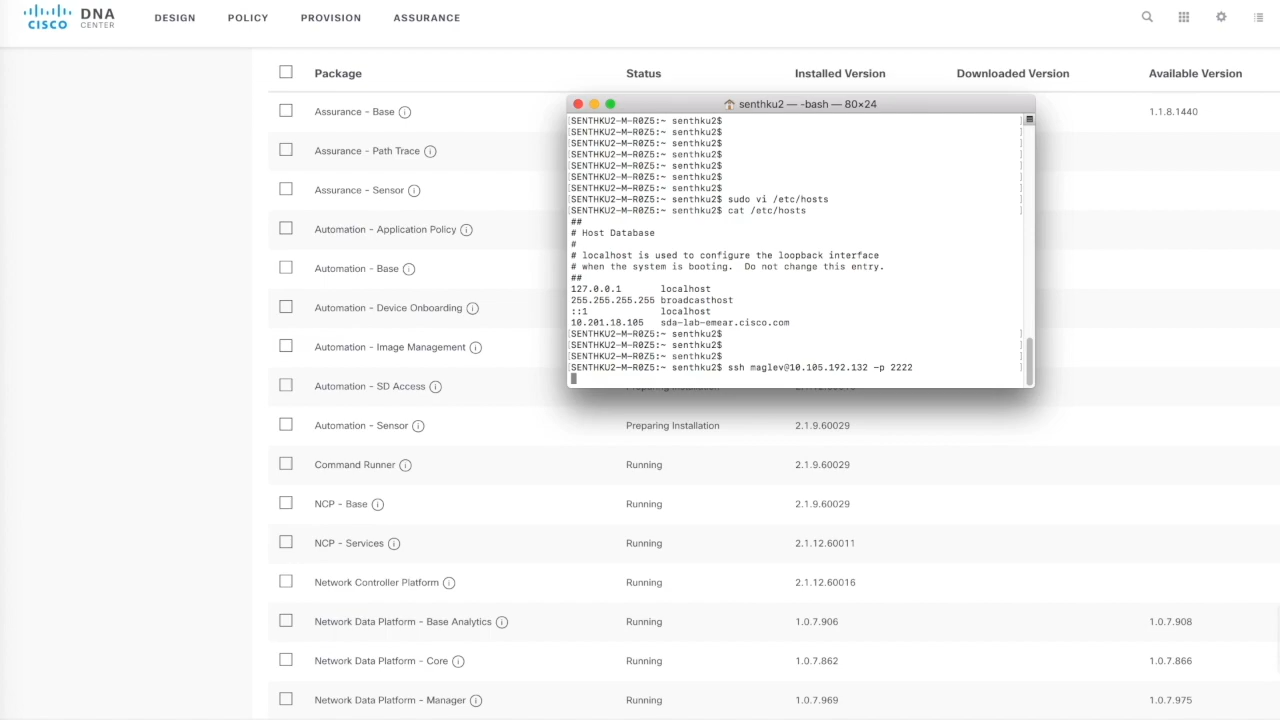 CISCO DNA CENTER
DESIGN POLICY PROVISION ASSURANCE
Package Status Installed Version Downloaded Version Available Version
Assurance - Base 1.1.8.1440
Assurance - Path Trace
Assurance - Sensor
Automation - Application Policy
Automation - Base
Automation - Device Onboarding
Automation - Image Management
Automation - SD Access
Automation - Sensor Preparing Installation 2.1.9.60029
Command Runner Running 2.1.9.60029
NCP - Base Running 2.1.9.60029
NCP - Services Running 2.1.12.60011
Network Controller Platform Running 2.1.12.60016
Network Data Platform - Base Analytics Running 1.0.7.906 1.0.7.908
Network Data Platform - Core Running 1.0.7.862 1.0.7.866
Network Data Platform - Manager Running 1.0.7.969 1.0.7.975
senthku2 — -bash — 80×24
[SENTHKU2-M-R0Z5:~ senthku2$ ]
[SENTHKU2-M-R0Z5:~ senthku2$ ]
[SENTHKU2-M-R0Z5:~ senthku2$ ]
[SENTHKU2-M-R0Z5:~ senthku2$ ]
[SENTHKU2-M-R0Z5:~ senthku2$ ]
[SENTHKU2-M-R0Z5:~ senthku2$ ]
[SENTHKU2-M-R0Z5:~ senthku2$ ]
[SENTHKU2-M-R0Z5:~ senthku2$ sudo vi /etc/hosts ]
[SENTHKU2-M-R0Z5:~ senthku2$ cat /etc/hosts ]
##
# Host Database
#
# localhost is used to configure the loopback interface
# when the system is booting. Do not change this entry.
##
127.0.0.1 localhost
255.255.255.255 broadcasthost
::1 localhost
10.201.18.105 sda-lab-emear.cisco.com
[SENTHKU2-M-R0Z5:~ senthku2$ ]
[SENTHKU2-M-R0Z5:~ senthku2$ ]
[SENTHKU2-M-R0Z5:~ senthku2$ ]
[SENTHKU2-M-R0Z5:~ senthku2$ ssh maglev@10.105.192.132 -p 2222 ]